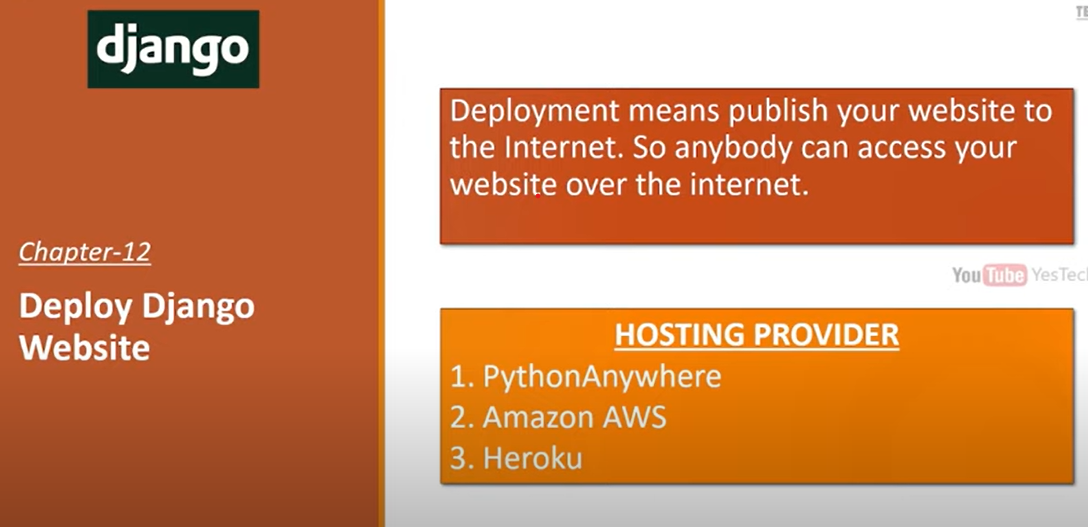 django
Chapter-12
Deploy Django
Website
Deployment means publish your website to
the Internet. So anybody can access your
website over the internet.
YouTube YesTech
HOSTING PROVIDER
1. PythonAnywhere
2. Amazon AWS
3. Heroku